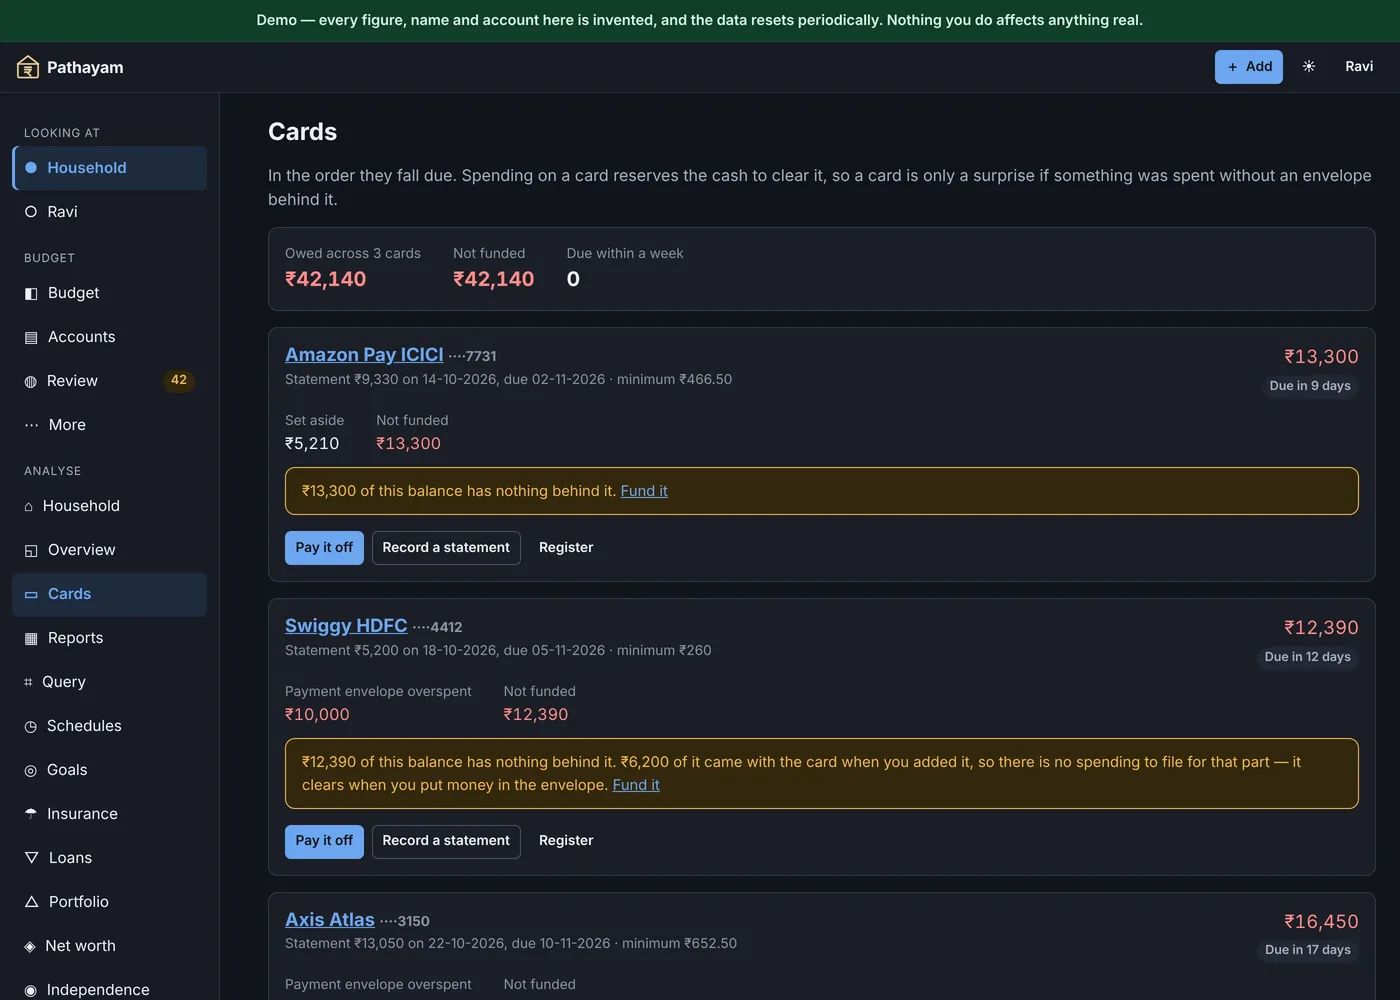 Demo — every figure, name and account here is invented, and the data resets periodically. Nothing you do affects anything real.
Pathayam
+ Add
Ravi
LOOKING AT
Household
Ravi
BUDGET
Budget
Accounts
Review 42
More
ANALYSE
Household
Overview
Cards
Reports
Query
Schedules
Goals
Insurance
Loans
Portfolio
Net worth
Independence
Cards
In the order they fall due. Spending on a card reserves the cash to clear it, so a card is only a surprise if something was spent without an envelope
behind it.
Owed across 3 cards Not funded Due within a week
₹42,140 ₹42,140 0
Amazon Pay ICICI ····7731 ₹13,300
Statement ₹9,330 on 14-10-2026, due 02-11-2026 · minimum ₹466.50 Due in 9 days
Set aside Not funded
₹5,210 ₹13,300
₹13,300 of this balance has nothing behind it. Fund it
Pay it off Record a statement Register
Swiggy HDFC ····4412 ₹12,390
Statement ₹5,200 on 18-10-2026, due 05-11-2026 · minimum ₹260 Due in 12 days
Payment envelope overspent Not funded
₹10,000 ₹12,390
₹12,390 of this balance has nothing behind it. ₹6,200 of it came with the card when you added it, so there is no spending to file for that part — it
clears when you put money in the envelope. Fund it
Pay it off Record a statement Register
Axis Atlas ····3150 ₹16,450
Statement ₹13,050 on 22-10-2026, due 10-11-2026 · minimum ₹652.50 Due in 17 days
Payment envelope overspent Not funded